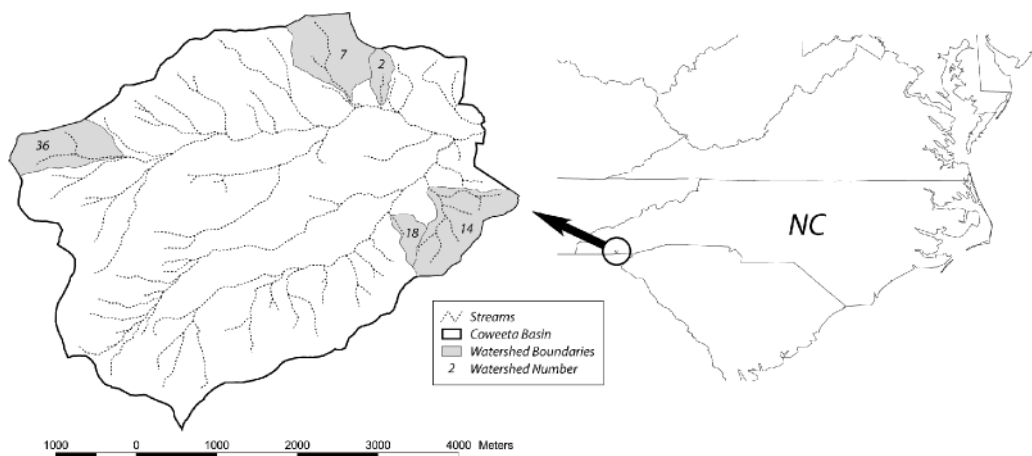 7
2
36
18
14
NC
Streams
Coweeta Basin
Watershed Boundaries
2 Watershed Number
1000 0 1000 2000 3000 4000 Meters